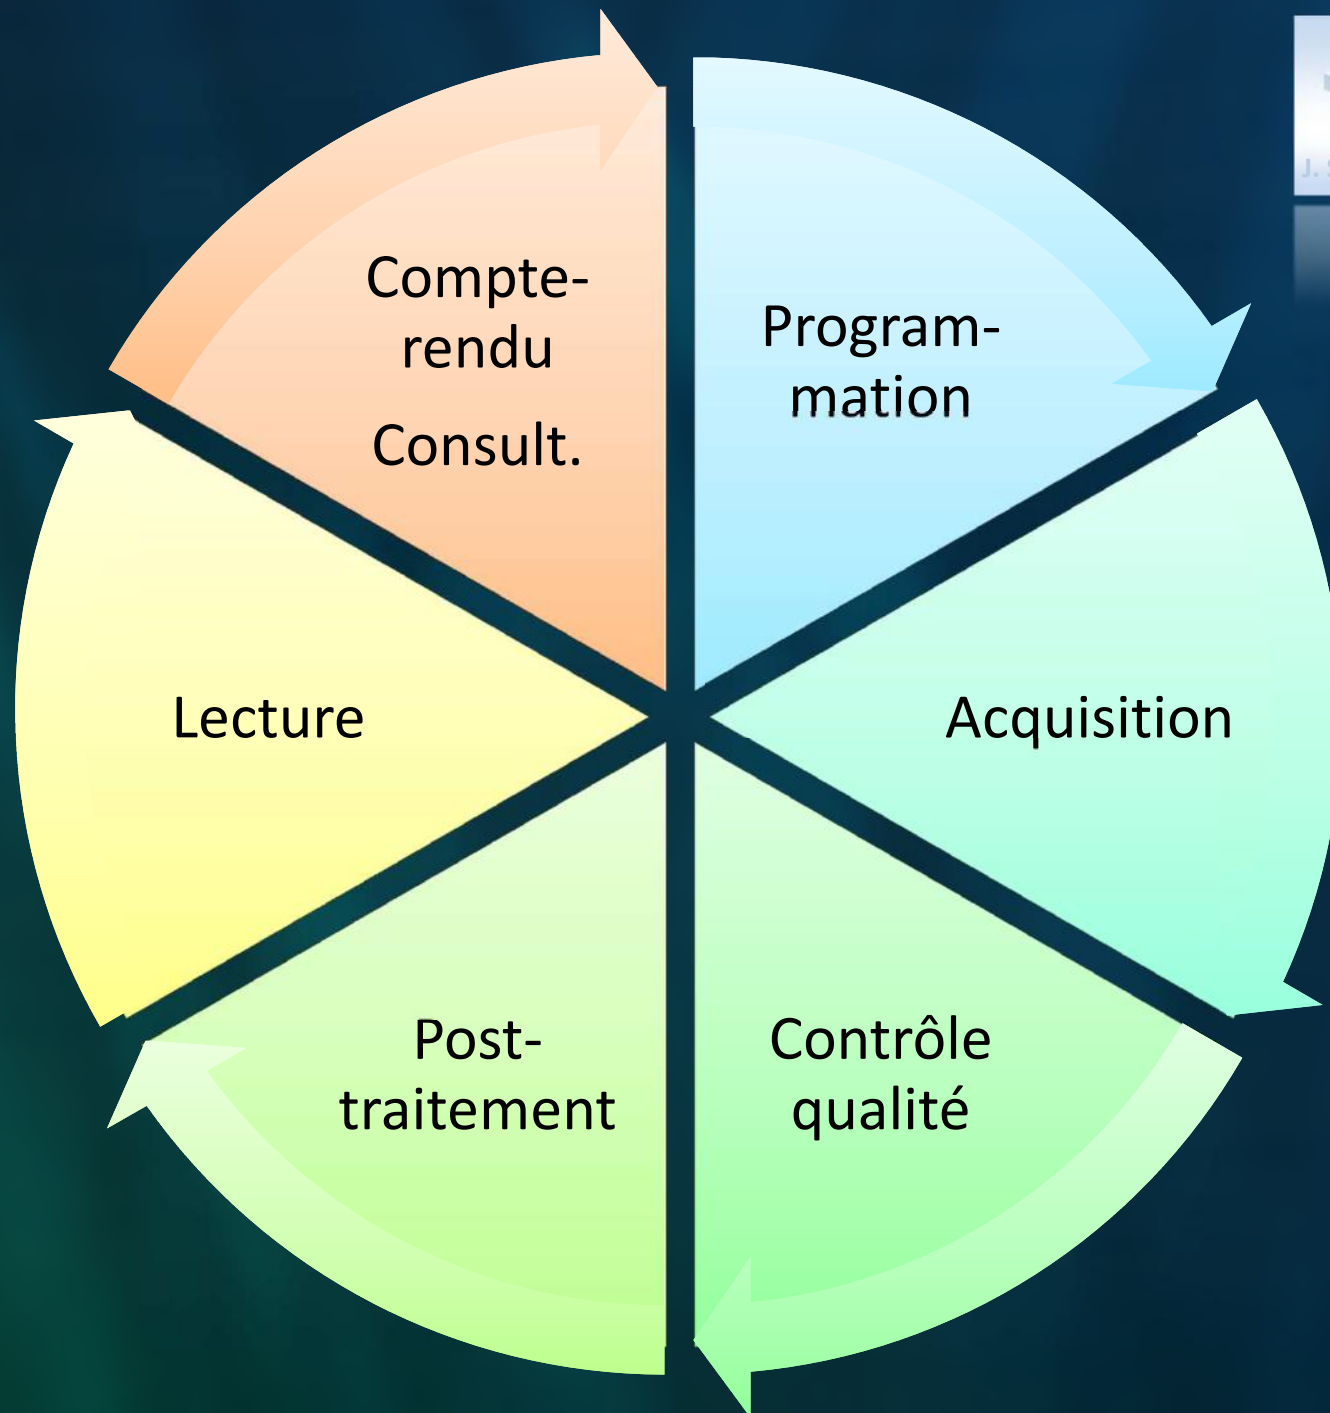 Compte-
rendu
Consult.
Program-
mation
Lecture
Acquisition
Post-
traitement
Contrôle
qualité
J. S